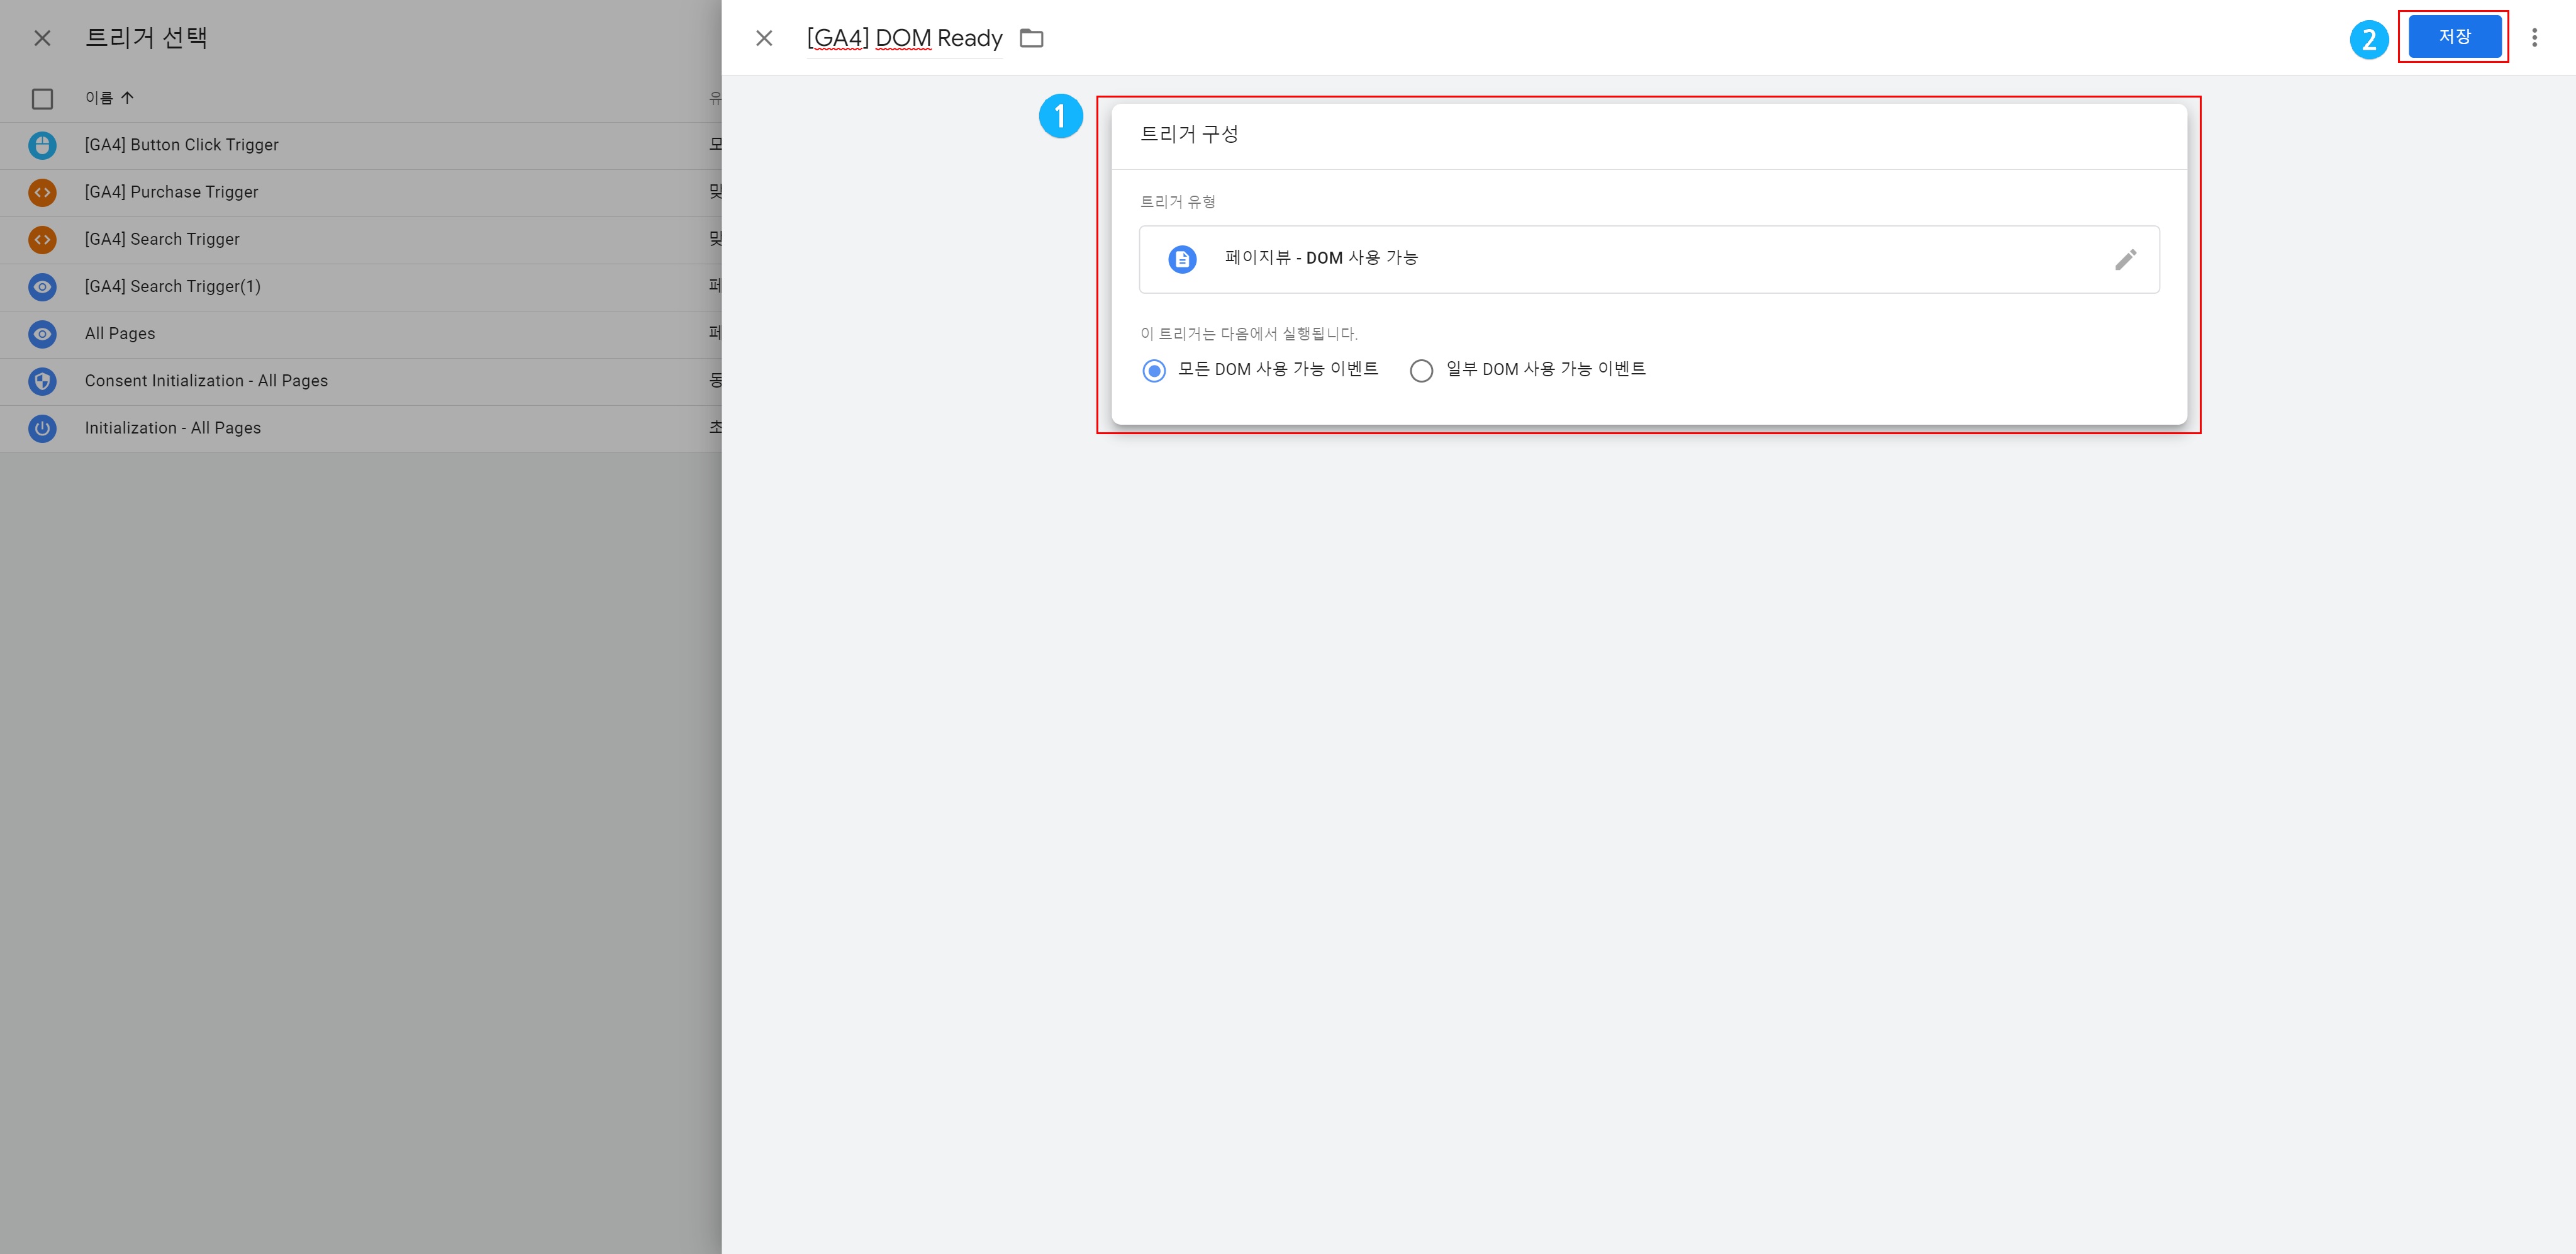 트리거 선택
이름
유
[GA4] Button Click Trigger
모
[GA4] Purchase Trigger
맞
[GA4] Search Trigger
맞
[GA4] Search Trigger(1)
페
All Pages
페
Consent Initialization - All Pages
동
Initialization - All Pages
초
[GA4] DOM Ready
2
저장
1
트리거 구성
트리거 유형
페이지뷰 - DOM 사용 가능
이 트리거는 다음에서 실행됩니다.
모든 DOM 사용 가능 이벤트
일부 DOM 사용 가능 이벤트